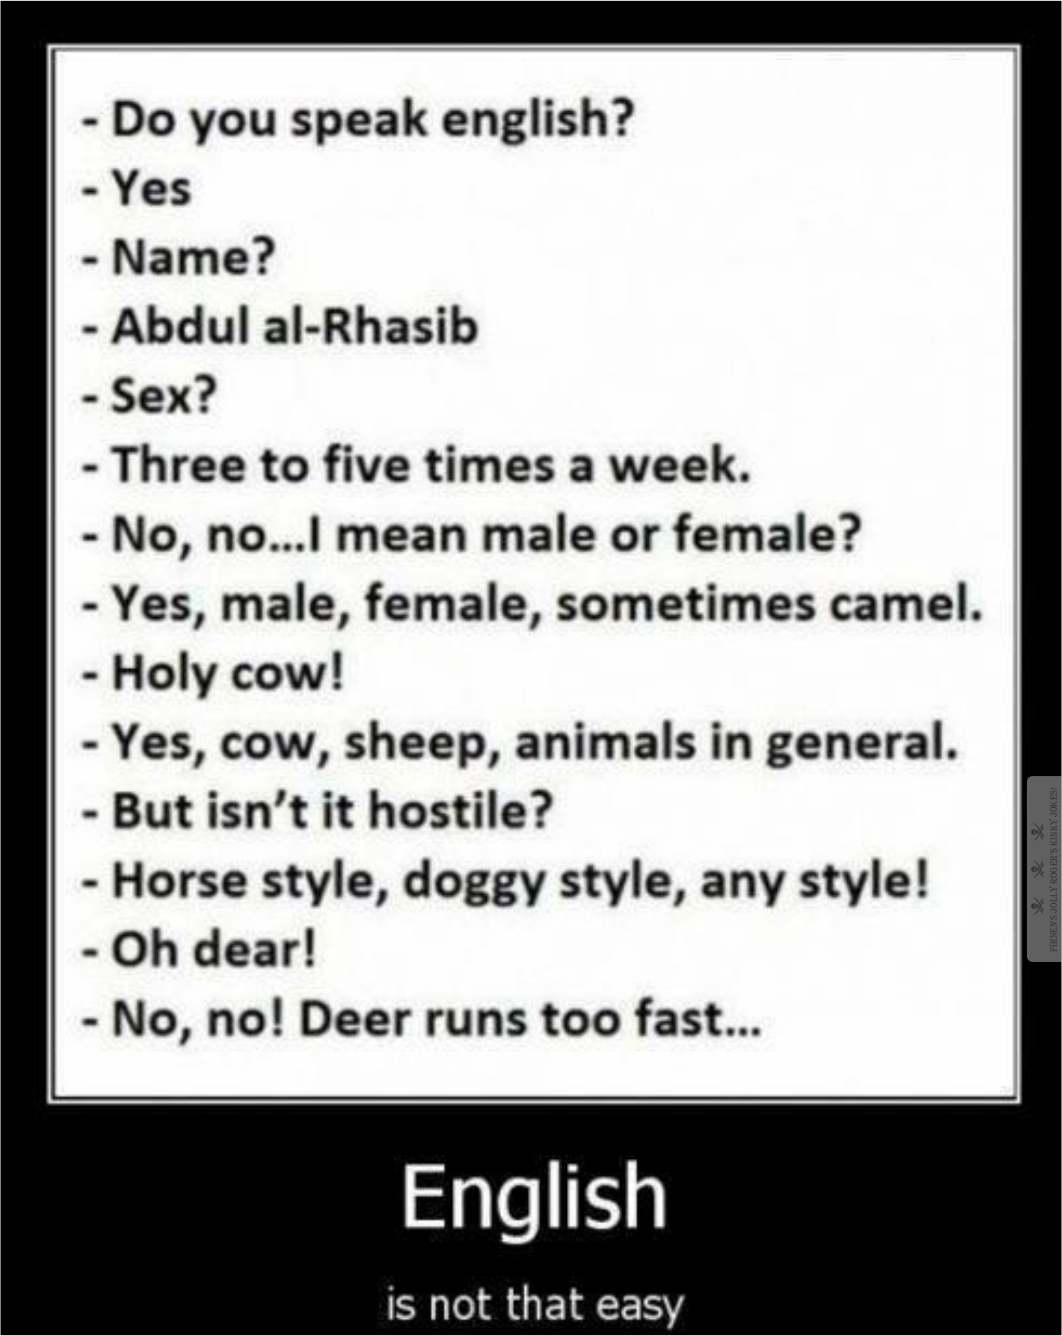 - Do you speak english?
- Yes
- Name?
- Abdul al-Rhasib
- Sex?
- Three to five times a week.
- No, no...I mean male or female?
- Yes, male, female, sometimes camel.
- Holy cow!
- Yes, cow, sheep, animals in general.
- But isn't it hostile?
- Horse style, doggy style, any style!
- Oh dear!
- No, no! Deer runs too fast...
English
is not that easy